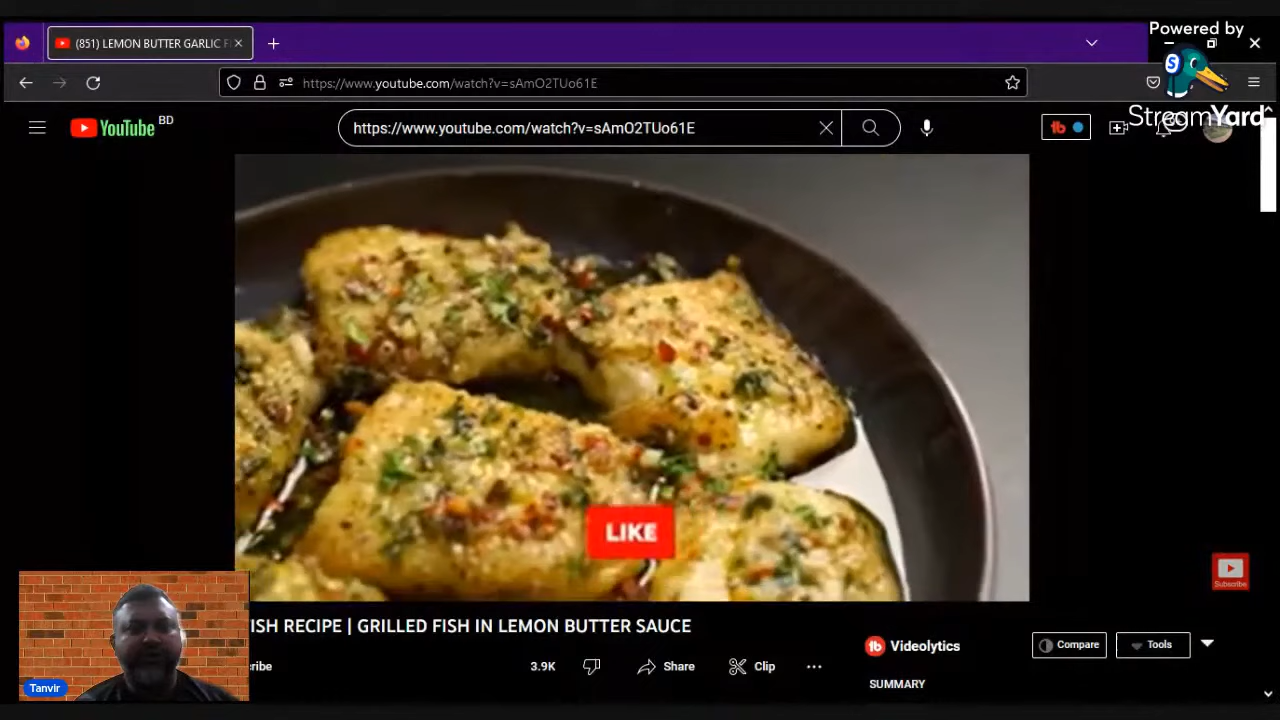 Powered by
StreamYard
(851) LEMON BUTTER GARLIC F
https://www.youtube.com/watch?v=sAmO2TUo61E
YouTube BD
https://www.youtube.com/watch?v=sAmO2TUo61E
LIKE
Subscribe
ISH RECIPE | GRILLED FISH IN LEMON BUTTER SAUCE
Videolytics
Compare
Tools
cribe
3.9K
Share
Clip
SUMMARY
Tanvir